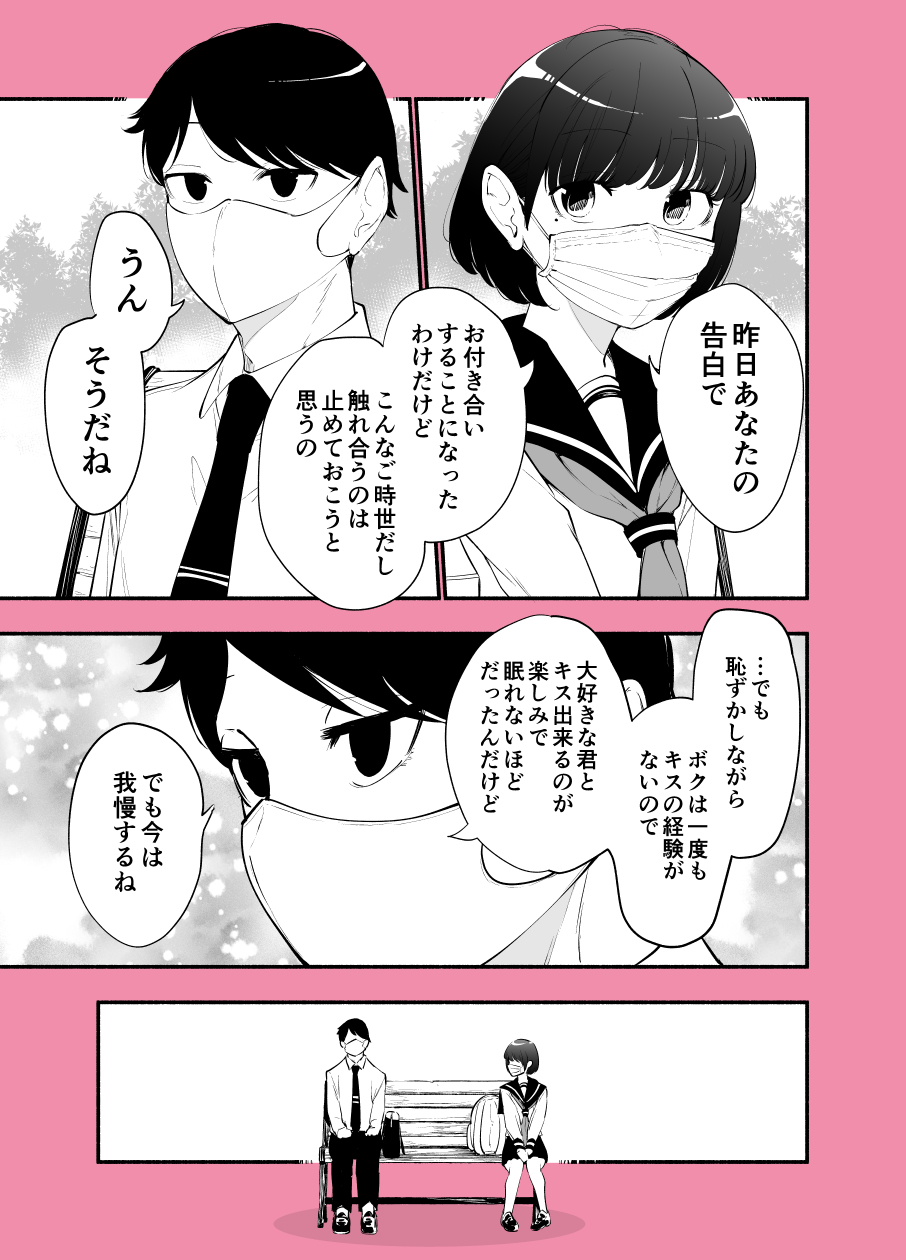 昨日あなたの
告白で
お付き合い
することになった
わけだけど
こんなご時世だし
触れ合うのは
止めておこうと
思うの
うん
そうだね
…でも
恥ずかしながら
ボクは一度も
キスの経験が
ないので
大好きな君と
キス出来るのが
楽しみで
眠れないほど
だったんだけど
でも今は
我慢するね